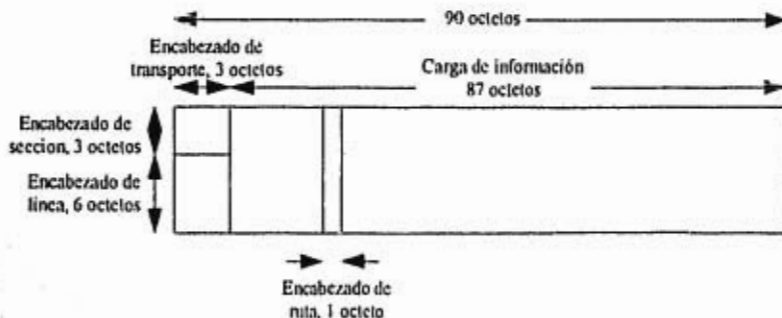 90 octetos
Encabezado de
transporte, 3 octetos
Carga de información
87 octetos
Encabezado de
seccion, 3 octetos
Encabezado de
línea, 6 octetos
Encabezado de
ruta, 1 octeto